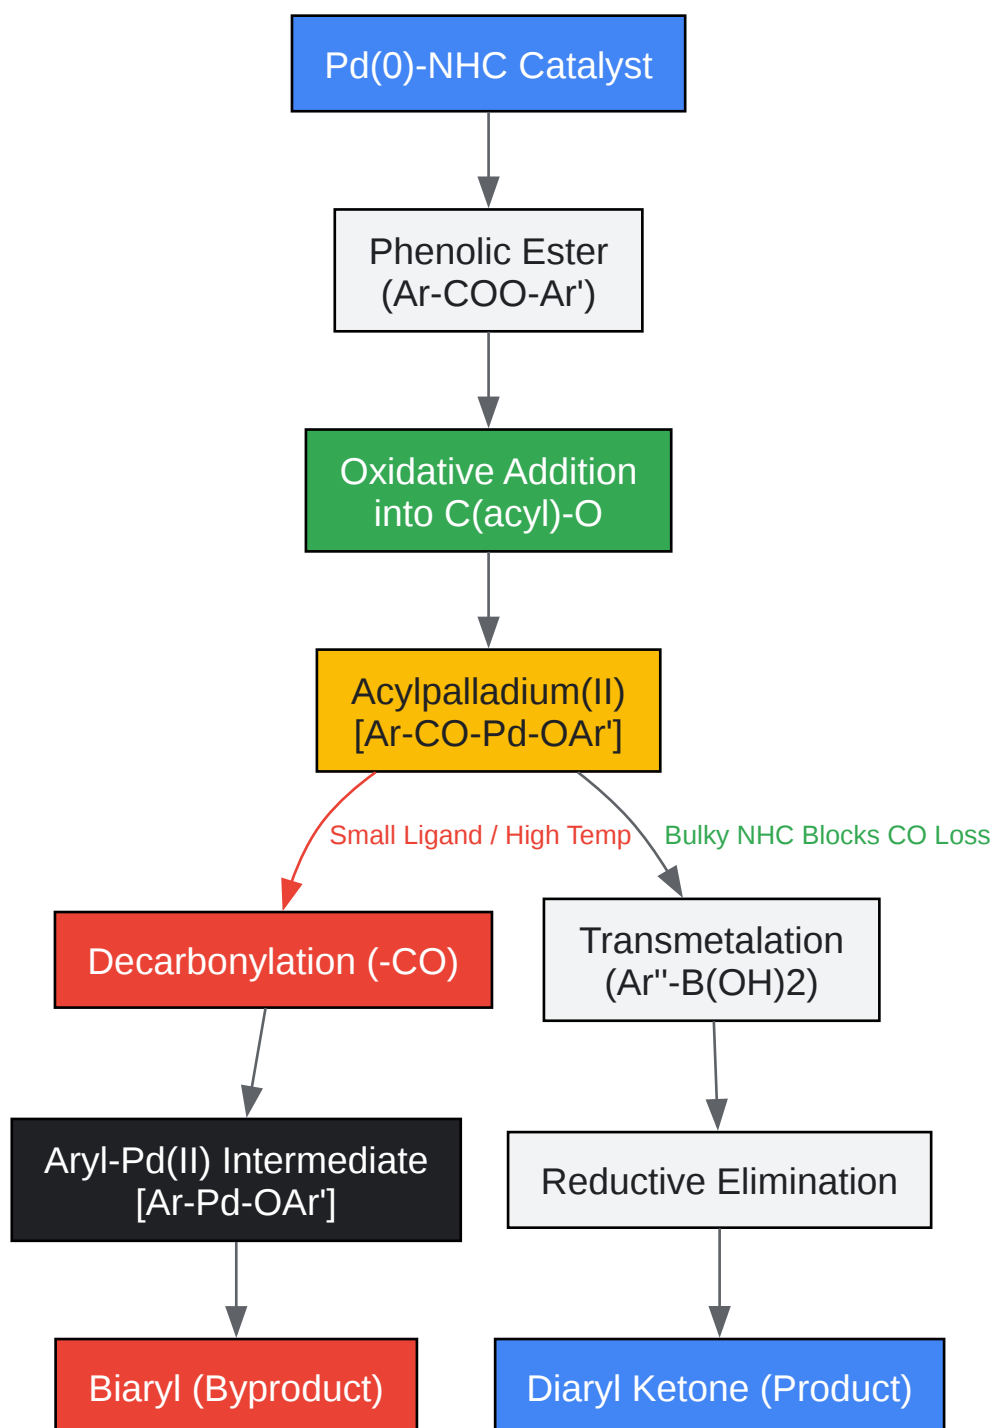 Pd(0)-NHC Catalyst
Phenolic Ester
(Ar-COO-Ar')
Oxidative Addition
into C(acyl)-O
Acylpalladium(II)
[Ar-CO-Pd-OAr']
Small Ligand / High Temp
Bulky NHC Blocks CO Loss
Decarbonylation (-CO)
Transmetalation
(Ar''-B(OH)2)
Aryl-Pd(II) Intermediate
[Ar-Pd-OAr']
Reductive Elimination
Biaryl (Byproduct)
Diaryl Ketone (Product)